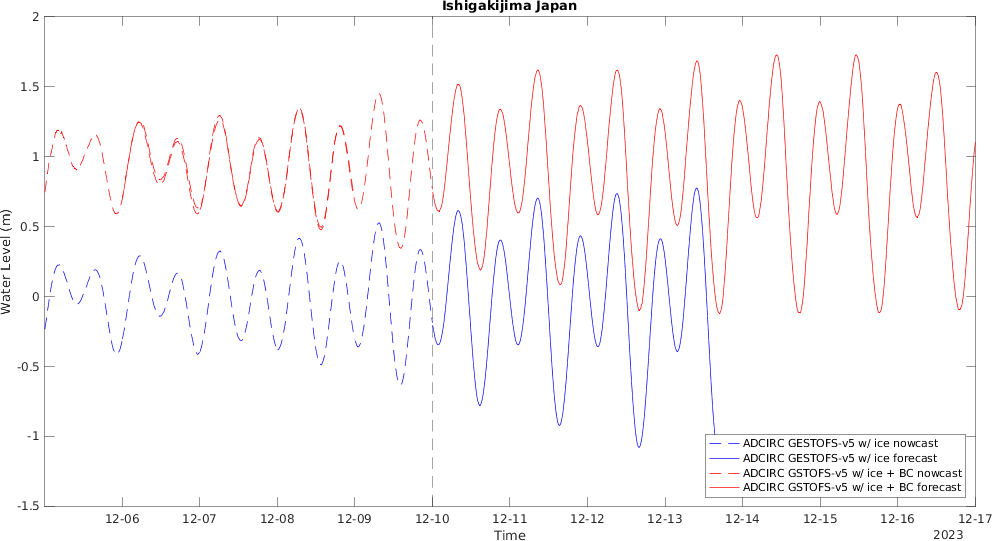 Ishigakijima Japan
2
1.5
1
0.5
0
-0.5
-1
-1.5
Water Level (m)
ADCIRC GESTOFS-v5 w/ ice nowcast
ADCIRC GESTOFS-v5 w/ ice forecast
ADCIRC GSTOFS-v5 w/ ice + BC nowcast
ADCIRC GSTOFS-v5 w/ ice + BC forecast
12-06 12-07 12-08 12-09 12-10 12-11 12-12 12-13 12-14 12-15 12-16 12-17
Time
2023